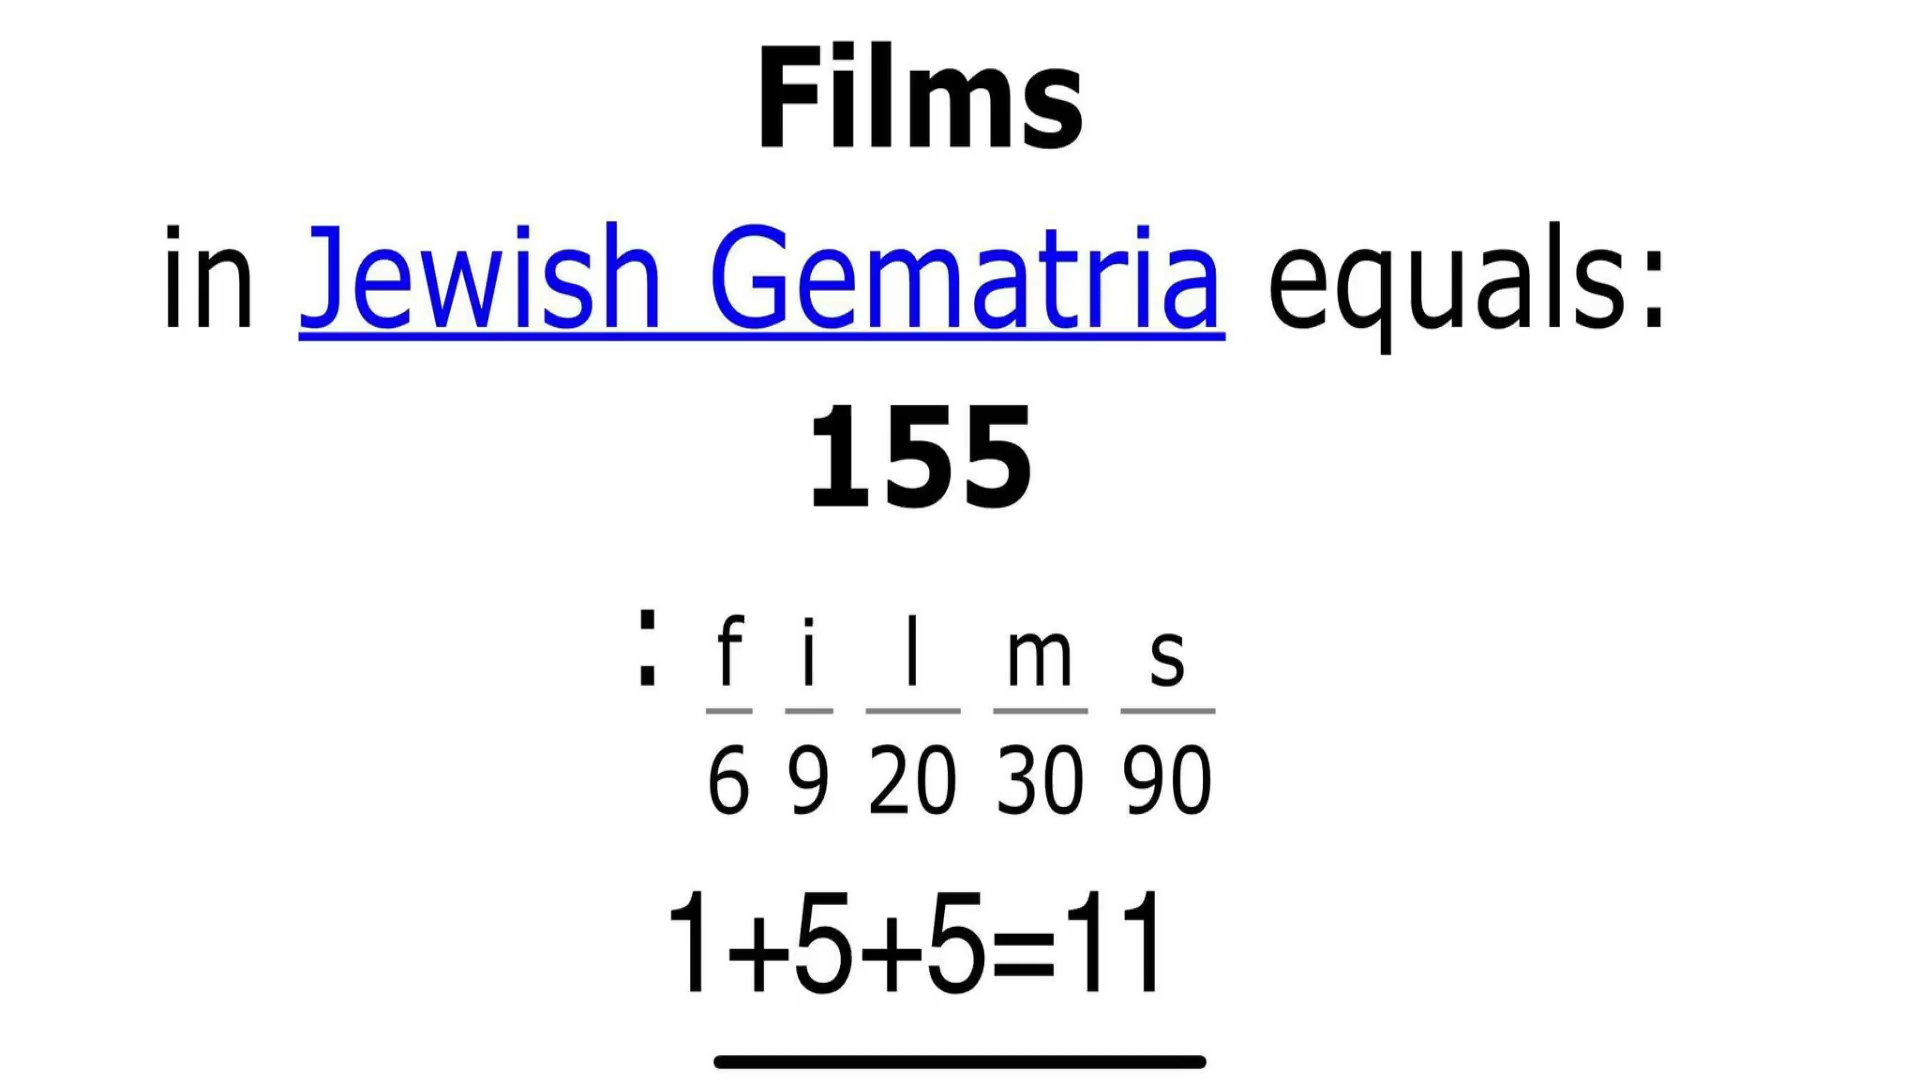 Films
in Jewish Gematria equals:
155
: f i l m s
6 9 20 30 90
1+5+5=11